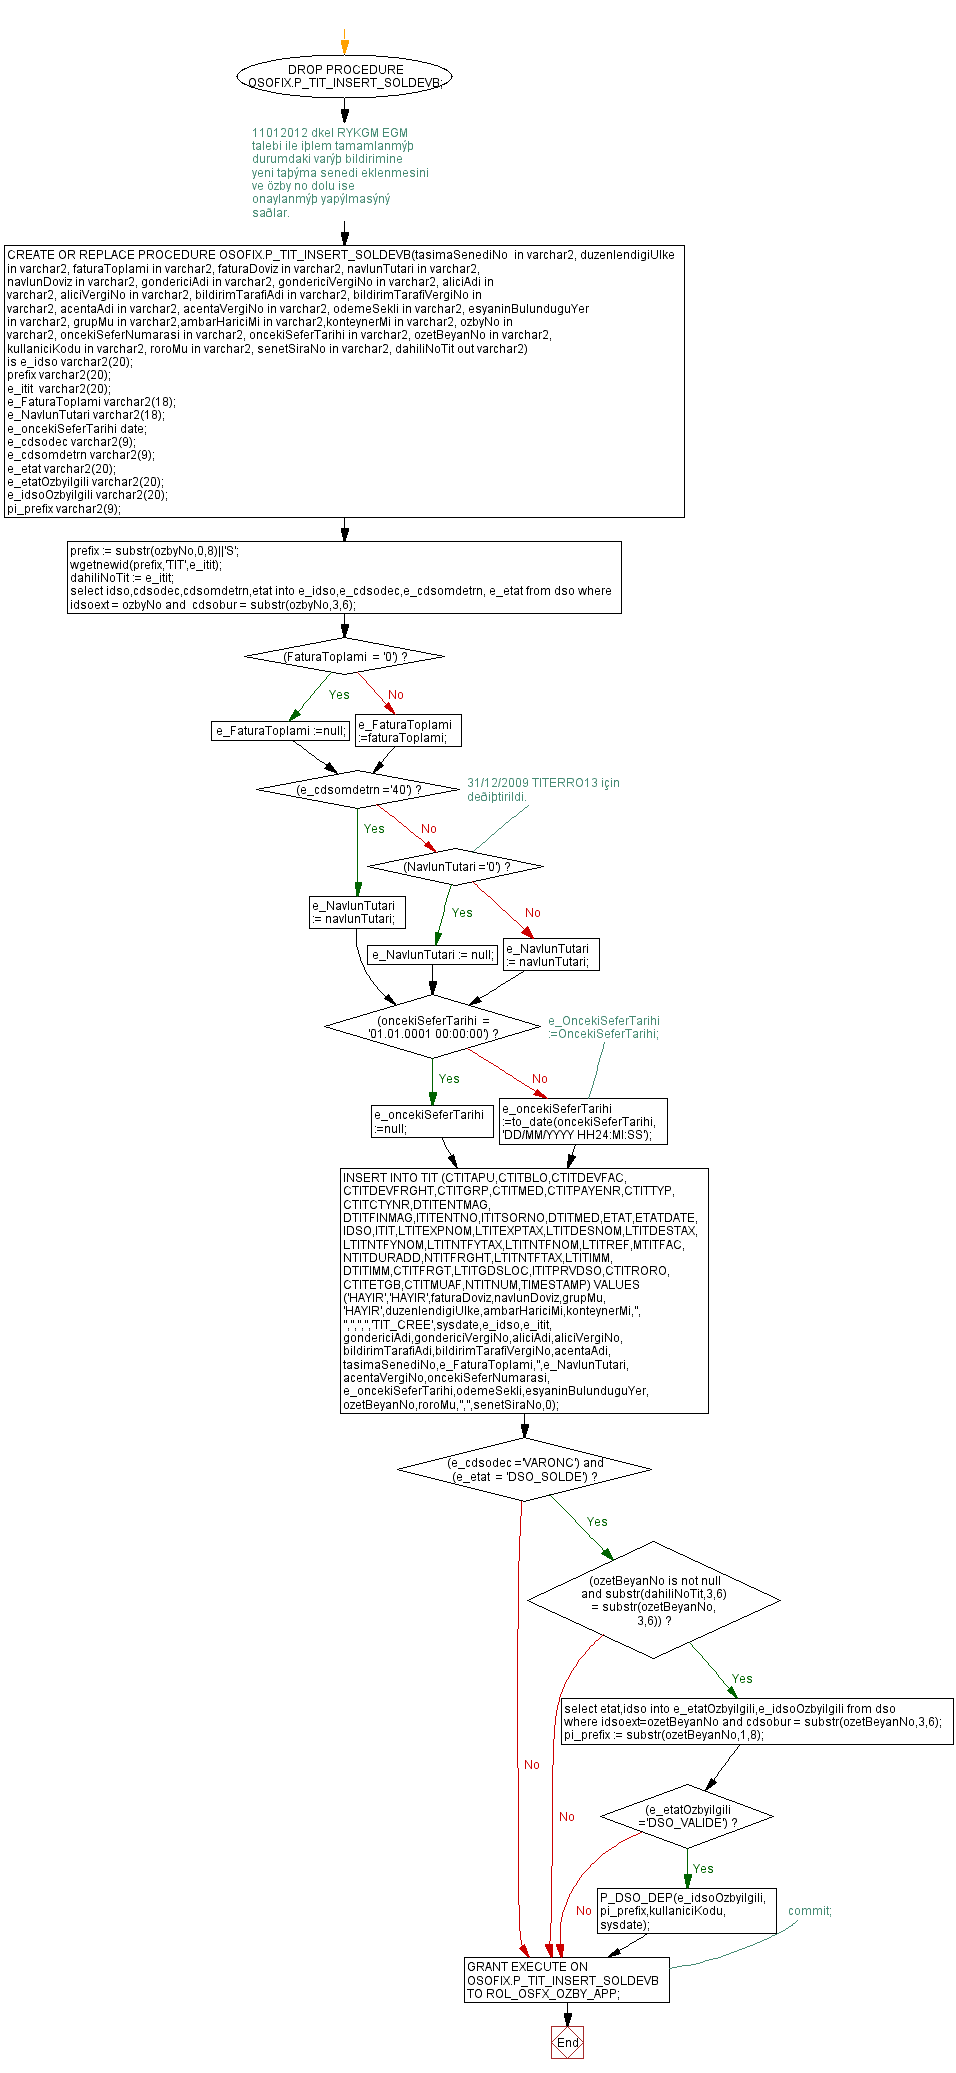 DROP PROCEDURE
OSOFIX.P_TIT_INSERT_SOLDEVB;
11012012 dkel RYKGM EGM
talebi ile iþlem tamamlanmýþ
durumdaki varýþ bildirimine
yeni taþýma senedi eklenmesini
ve özby no dolu ise
onaylanmýþ yapýlmasýný
saðlar.
CREATE OR REPLACE PROCEDURE OSOFIX.P_TIT_INSERT_SOLDEVB(tasimaSenediNo  in varchar2, duzenlendigiUlke
in varchar2, faturaToplami in varchar2, faturaDoviz in varchar2, navlunTutari in varchar2,
navlunDoviz in varchar2, gondericiAdi in varchar2, gondericiVergiNo in varchar2, aliciAdi in
varchar2, aliciVergiNo in varchar2, bildirimTarafiAdi in varchar2, bildirimTarafiVergiNo in
varchar2, acentaAdi in varchar2, acentaVergiNo in varchar2, odemeSekli in varchar2, esyaninBulunduguYer
in varchar2, grupMu in varchar2,ambarHariciMi in varchar2,konteynerMi in varchar2, ozbyNo in
varchar2, oncekiSeferNumarasi in varchar2, oncekiSeferTarihi in varchar2, ozetBeyanNo in varchar2,
kullaniciKodu in varchar2, roroMu in varchar2, senetSiraNo in varchar2, dahiliNoTit out varchar2)
is e_idso varchar2(20);
prefix varchar2(20);
e_itit  varchar2(20);
e_FaturaToplami varchar2(18);
e_NavlunTutari varchar2(18);
e_oncekiSeferTarihi date;
e_cdsodec varchar2(9);
e_cdsomdetrn varchar2(9);
e_etat varchar2(20);
e_etatOzbyilgili varchar2(20);
e_idsoOzbyilgili varchar2(20);
pi_prefix varchar2(9);
prefix := substr(ozbyNo,0,8)||'S';
wgetnewid(prefix,'TIT',e_itit);
dahiliNoTit := e_itit;
select idso,cdsodec,cdsomdetrn,etat into e_idso,e_cdsodec,e_cdsomdetrn, e_etat from dso where
idsoext = ozbyNo and  cdsobur = substr(ozbyNo,3,6);
(FaturaToplami  = '0') ?
Yes
No
e_FaturaToplami :=null;
e_FaturaToplami
:=faturaToplami;
(e_cdsomdetrn ='40') ?
31/12/2009 TITERRO13 için
deðiþtirildi.
Yes
No
(NavlunTutari ='0') ?
e_NavlunTutari
:= navlunTutari;
Yes
No
e_NavlunTutari := null;
e_NavlunTutari
:= navlunTutari;
(oncekiSeferTarihi  =
'01.01.0001 00:00:00') ?
e_OncekiSeferTarihi
:=OncekiSeferTarihi;
Yes
No
e_oncekiSeferTarihi
:=null;
e_oncekiSeferTarihi
:=to_date(oncekiSeferTarihi,
'DD/MM/YYYY HH24:MI:SS');
INSERT INTO TIT (CTITAPU,CTITBLO,CTITDEVFAC,
CTITDEVFRGHT,CTITGRP,CTITMED,CTITPAYENR,CTITTYP,
CTITCTYNR,DTITENTMAG,
DTITFINMAG,ITITENTNO,ITITSORNO,DTITMED,ETAT,ETATDATE,
IDSO,ITIT,LTITEXPNOM,LTITEXPTAX,LTITDESNOM,LTITDESTAX,
LTITNTFYNOM,LTITNTFYTAX,LTITNTFNOM,LTITREF,MTITFAC,
NTITDURADD,NTITFRGHT,LTITNTFTAX,LTITIMM,
DTITIMM,CTITFRGT,LTITGDSLOC,ITITPRVDSO,CTITRORO,
CTITETGB,CTITMUAF,NTITNUM,TIMESTAMP) VALUES
('HAYIR','HAYIR',faturaDoviz,navlunDoviz,grupMu,
'HAYIR',duzenlendigiUlke,ambarHariciMi,konteynerMi,'',
'','','','','TIT_CREE',sysdate,e_idso,e_itit,
gondericiAdi,gondericiVergiNo,aliciAdi,aliciVergiNo,
bildirimTarafiAdi,bildirimTarafiVergiNo,acentaAdi,
tasimaSenediNo,e_FaturaToplami,'',e_NavlunTutari,
acentaVergiNo,oncekiSeferNumarasi,
e_oncekiSeferTarihi,odemeSekli,esyaninBulunduguYer,
ozetBeyanNo,roroMu,'','',senetSiraNo,0);
(e_cdsodec ='VARONC') and
(e_etat  = 'DSO_SOLDE') ?
Yes
(ozetBeyanNo is not null
and substr(dahiliNoTit,3,6)
= substr(ozetBeyanNo,
3,6)) ?
Yes
select etat,idso into e_etatOzbyilgili,e_idsoOzbyilgili from dso
where idsoext=ozetBeyanNo and cdsobur = substr(ozetBeyanNo,3,6);
pi_prefix := substr(ozetBeyanNo,1,8);
No
No
(e_etatOzbyilgili
='DSO_VALIDE') ?
Yes
No
P_DSO_DEP(e_idsoOzbyilgili,
pi_prefix,kullaniciKodu,
sysdate);
commit;
GRANT EXECUTE ON
OSOFIX.P_TIT_INSERT_SOLDEVB
TO ROL_OSFX_OZBY_APP;
End